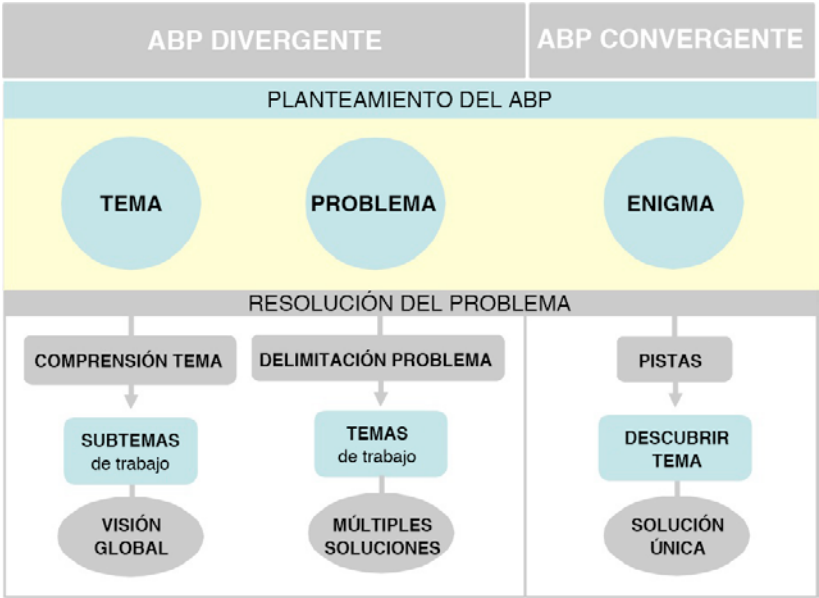 ABP DIVERGENTE
ABP CONVERGENTE
PLANTEAMIENTO DEL ABP
TEMA
PROBLEMA
ENIGMA
RESOLUCIÓN DEL PROBLEMA
COMPRENSIÓN TEMA
DELIMITACIÓN PROBLEMA
PISTAS
SUBTEMAS
de trabajo
TEMAS
de trabajo
DESCUBRIR
TEMA
VISIÓN
GLOBAL
MÚLTIPLES
SOLUCIONES
SOLUCIÓN
ÚNICA